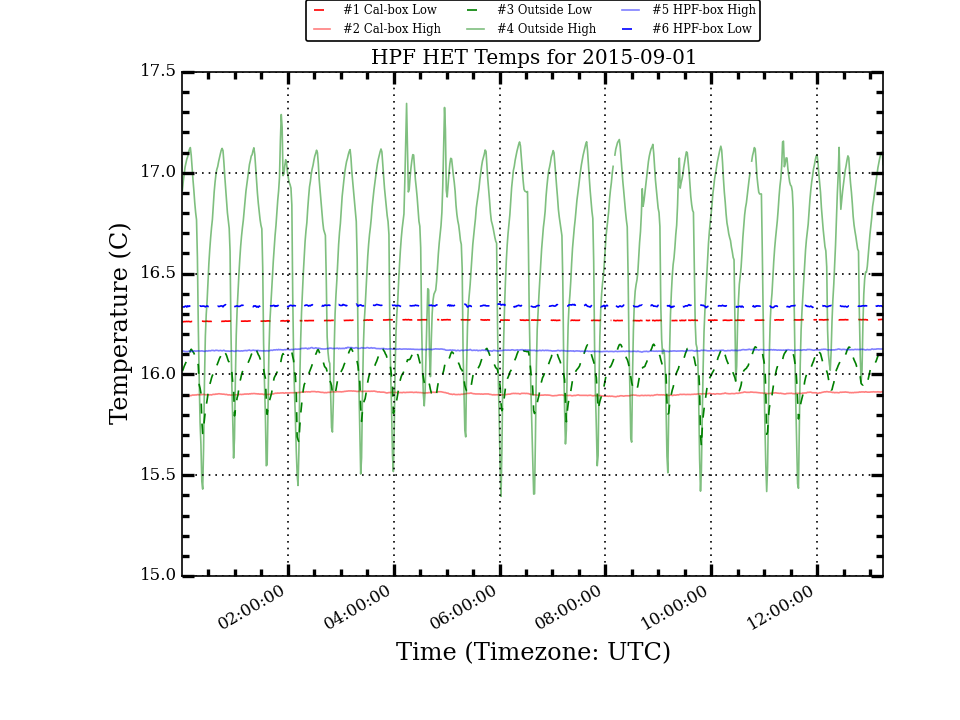 #1 Cal-box Low #3 Outside Low #5 HPF-box High
#2 Cal-box High #4 Outside High #6 HPF-box Low
HPF HET Temps for 2015-09-01
17.5
17.0
16.5
16.0
15.5
15.0
Temperature (C)
02:00:00 04:00:00 06:00:00 08:00:00 10:00:00 12:00:00
Time (Timezone: UTC)